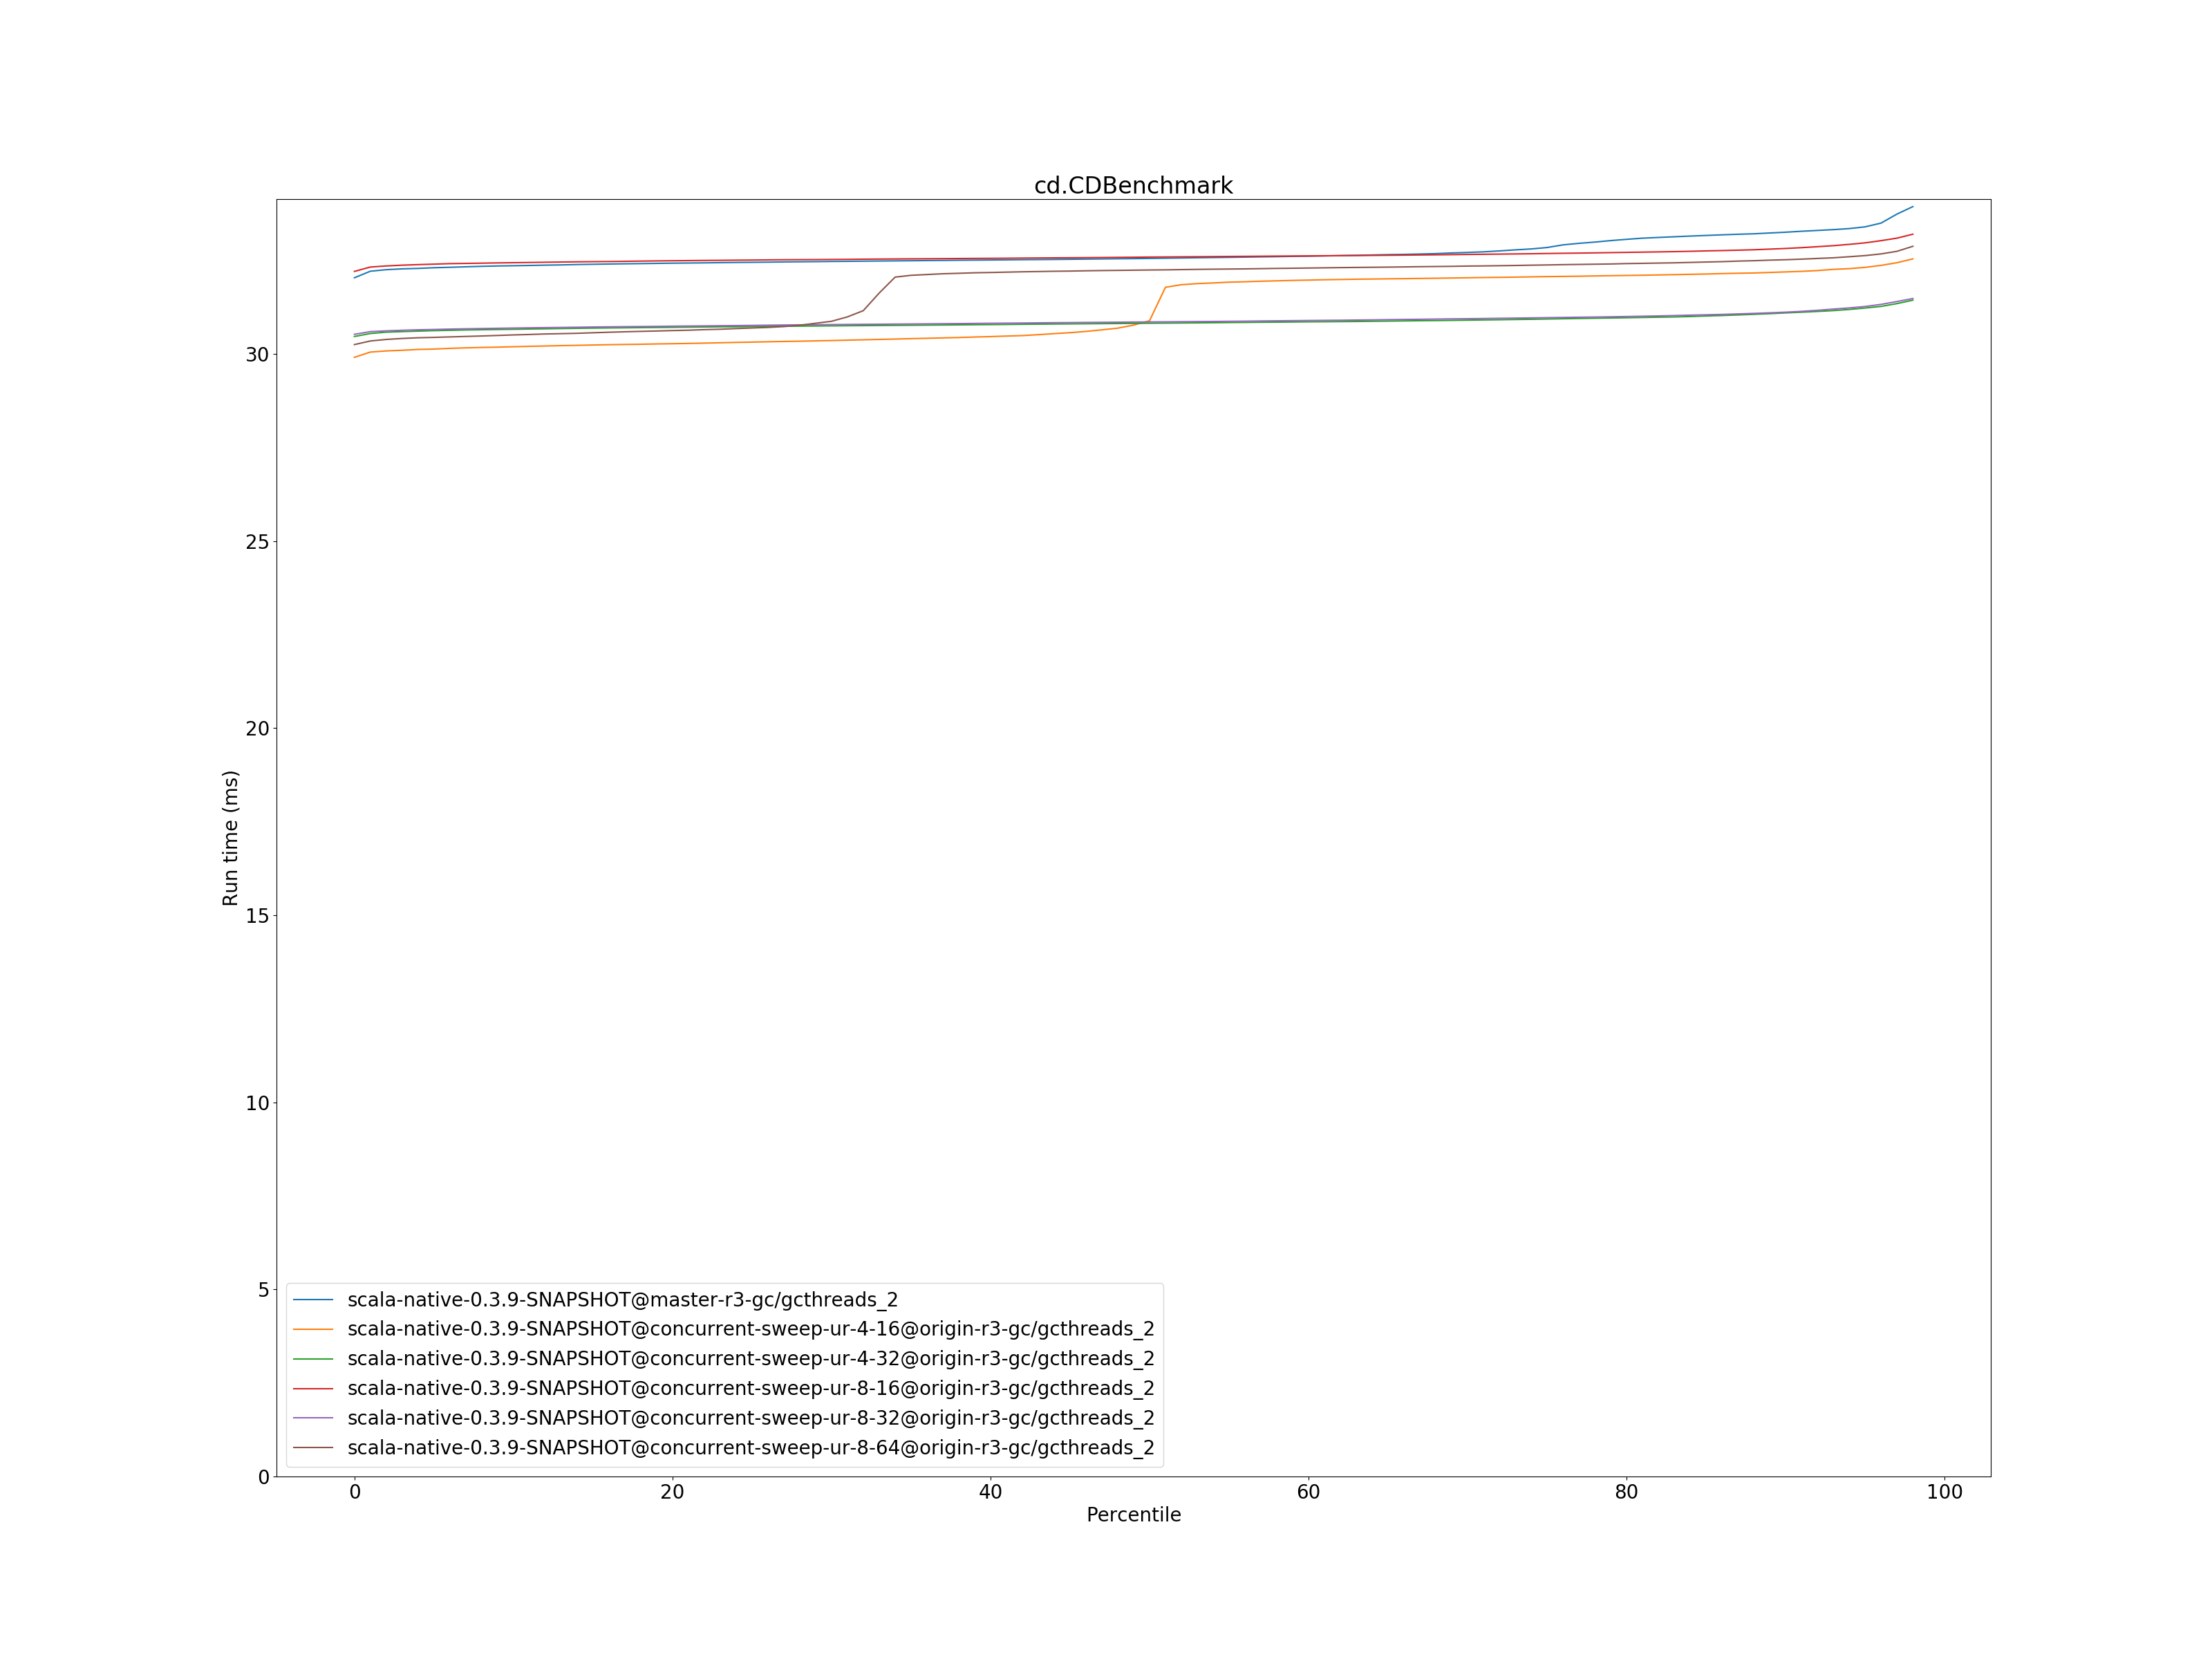 cd.CDBenchmark
30
25
20
15
10
5
0
Run time (ms)
scala-native-0.3.9-SNAPSHOT@master-r3-gc/gcthreads_2
scala-native-0.3.9-SNAPSHOT@concurrent-sweep-ur-4-16@origin-r3-gc/gcthreads_2
scala-native-0.3.9-SNAPSHOT@concurrent-sweep-ur-4-32@origin-r3-gc/gcthreads_2
scala-native-0.3.9-SNAPSHOT@concurrent-sweep-ur-8-16@origin-r3-gc/gcthreads_2
scala-native-0.3.9-SNAPSHOT@concurrent-sweep-ur-8-32@origin-r3-gc/gcthreads_2
scala-native-0.3.9-SNAPSHOT@concurrent-sweep-ur-8-64@origin-r3-gc/gcthreads_2
0 20 40 60 80 100
Percentile